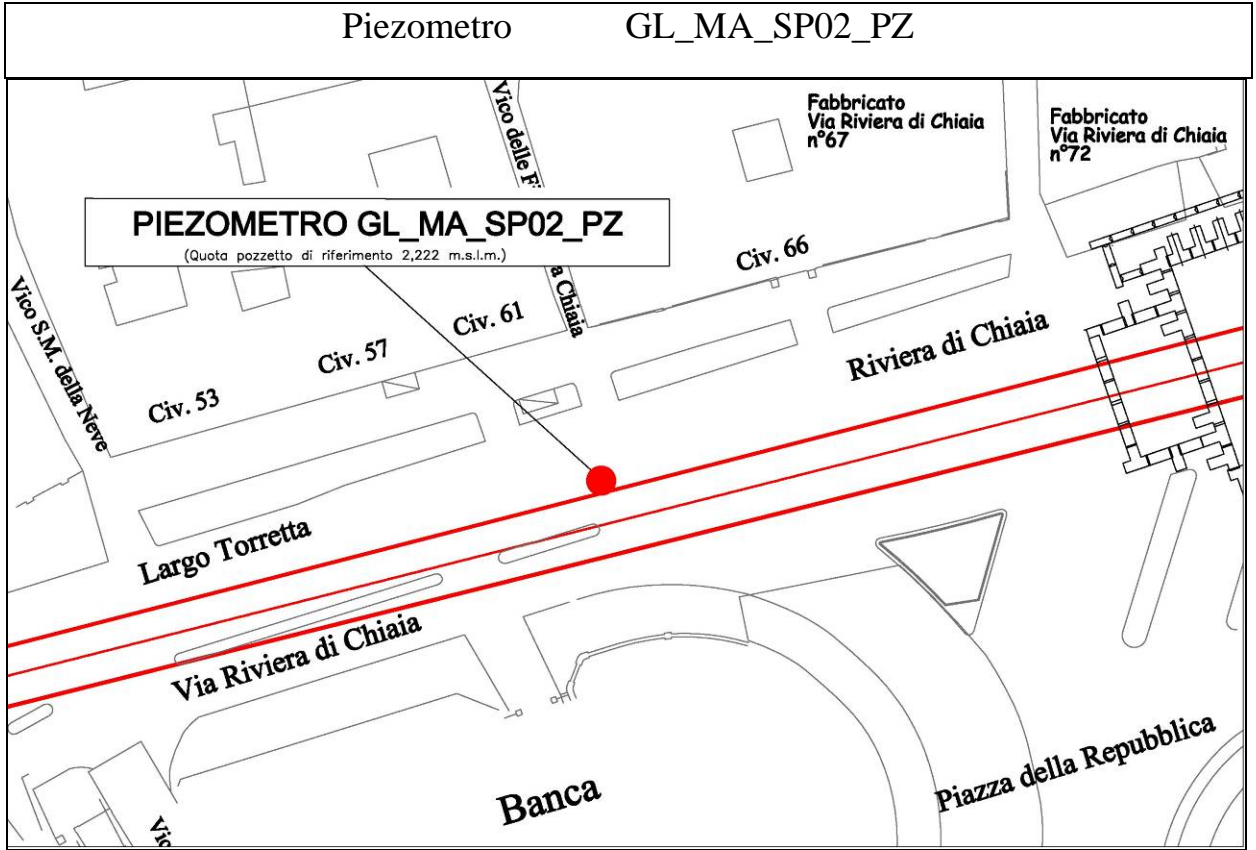 Piezometro GL_MA_SP02_PZ
Vico delle Fi
a Chiaia
Fabbricato
Via Riviera di Chiaia
n°67
Fabbricato
Via Riviera di Chiaia
n°72
PIEZOMETRO GL_MA_SP02_PZ
(Quota pozzetto di riferimento 2,222 m.s.l.m.)
Civ. 66
Vico S.M. della Neve
Civ. 61
Civ. 57
Civ. 53
Riviera di Chiaia
Largo Torretta
Via Riviera di Chiaia
Banca
Piazza della Repubblica
Vic